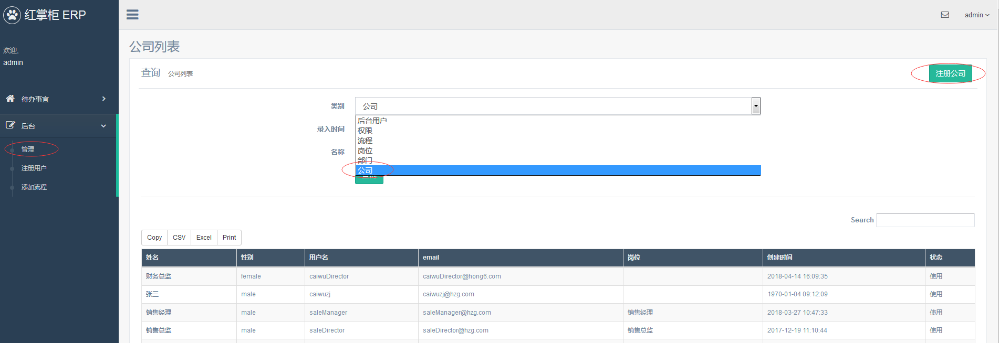 红掌柜 ERP
admin
欢迎,
admin
待办事宜
后台
管理
注册用户
添加流程
公司列表
查询 公司列表
注册公司
类别 公司
后台用户
录入时间
权限
流程
名称
岗位
部门
公司
查询
Search
Copy CSV Excel Print
姓名 性别 用户名 email 岗位 创建时间 状态
财务总监 female caiwuDirector caiwuDirector@hong6.com 2018-04-14 16:09:35 使用
张三 male caiwuzj caiwuzj@hzg.com 1970-01-04 09:12:09 使用
销售经理 male saleManager saleManager@hzg.com 销售经理 2018-03-27 10:47:33 使用
销售总监 male saleDirector saleDirector@hzg.com 销售总监 2017-12-19 11:10:44 使用